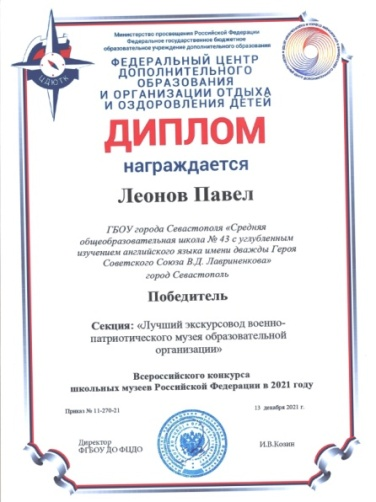 Министерство просвещения Российской Федерации
Федеральное государственное бюджетное
образовательное учреждение дополнительного образования
ФЕДЕРАЛЬНЫЙ ЦЕНТР
ДОПОЛНИТЕЛЬНОГО
ОБРАЗОВАНИЯ
И ОРГАНИЗАЦИИ ОТДЫХА
И ОЗДОРОВЛЕНИЯ ДЕТЕЙ
ЦДЮТК
ДИПЛОМ
награждается
Леонов Павел
ГБОУ города Севастополя «Средняя
общеобразовательная школа № 43 с углубленным
изучением английского языка имени дважды Героя
Советского Союза В.Д. Лавриненкова»
город Севастополь
Победитель
Секция: «Лучший экскурсовод военно-
патриотического музея образовательной
организации»
Всероссийского конкурса
школьных музеев Российской Федерации в 2021 году
Приказ № 11-270-21
13 декабря 2021 г.
Директор
ФГБОУ ДО ФЦДО
И.В.Козин